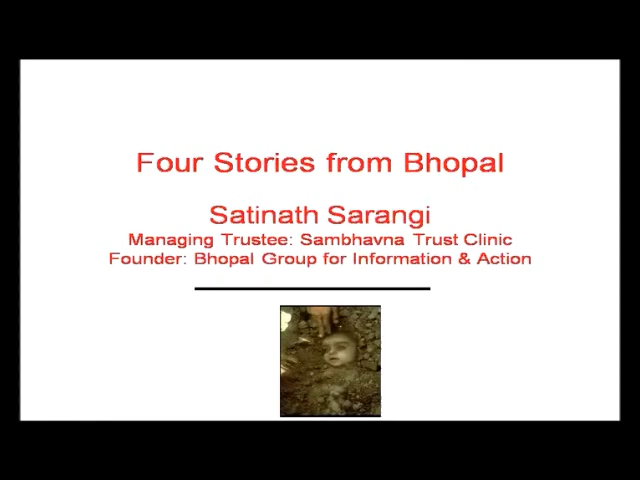 Four Stories from Bhopal
Satinath Sarangi
Managing Trustee: Sambhavna Trust Clinic
Founder: Bhopal Group for Information & Action